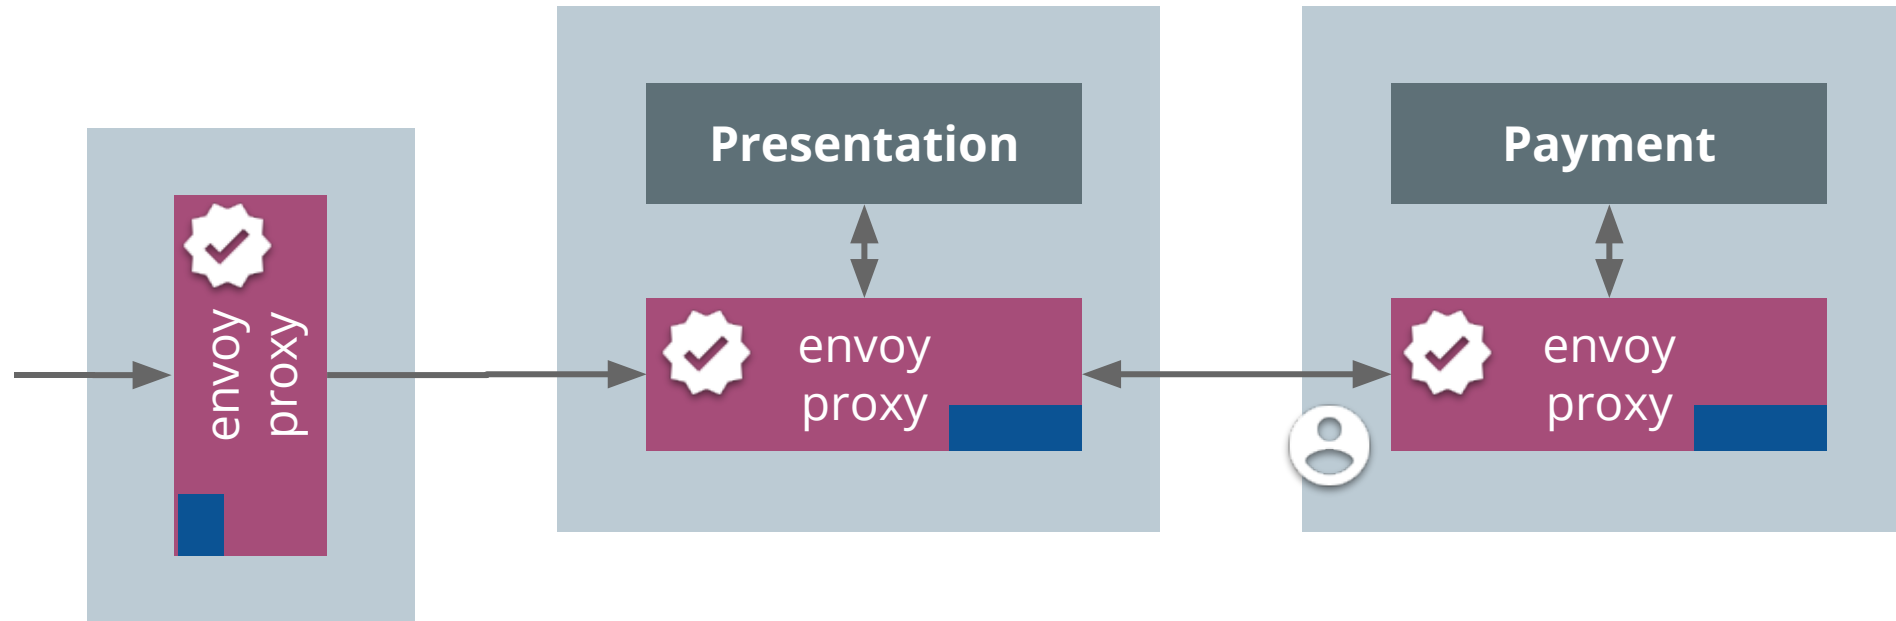 envoy
proxy
Presentation
envoy
proxy
Payment
envoy
proxy